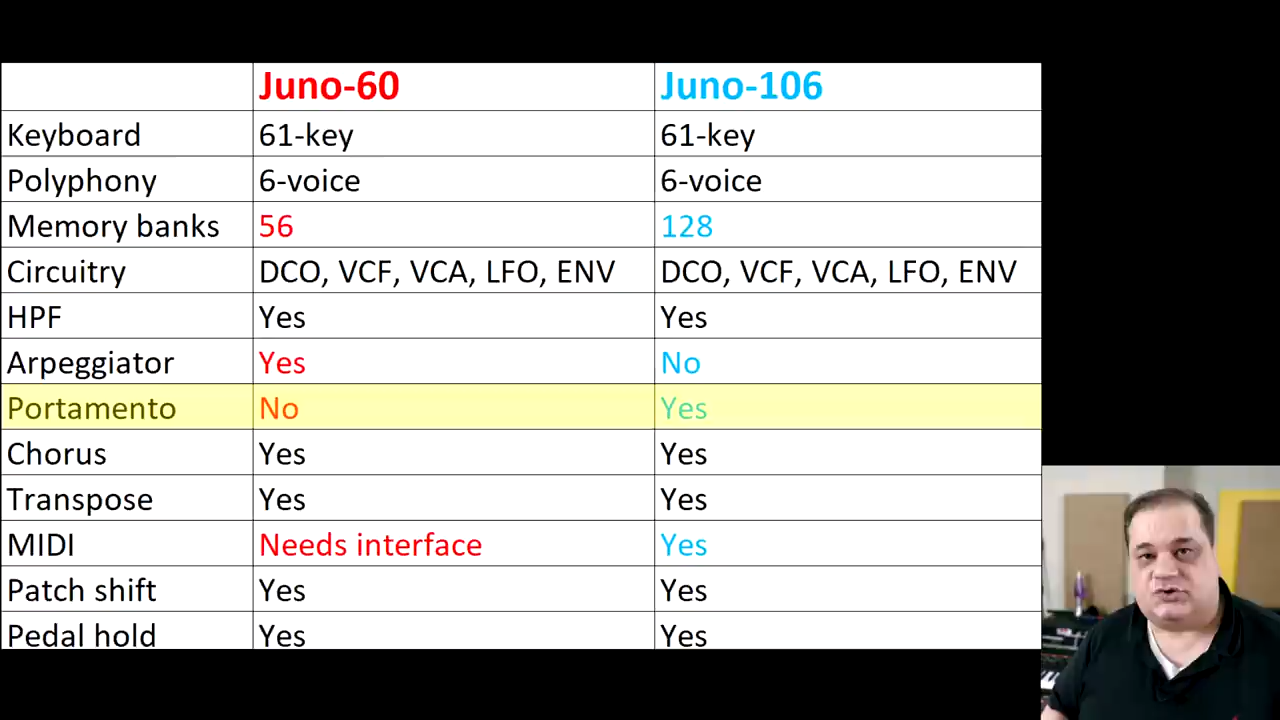 Juno-60 Juno-106
Keyboard 61-key 61-key
Polyphony 6-voice 6-voice
Memory banks 56 128
Circuitry DCO, VCF, VCA, LFO, ENV DCO, VCF, VCA, LFO, ENV
HPF Yes Yes
Arpeggiator Yes No
Portamento No Yes
Chorus Yes Yes
Transpose Yes Yes
MIDI Needs interface Yes
Patch shift Yes Yes
Pedal hold Yes Yes